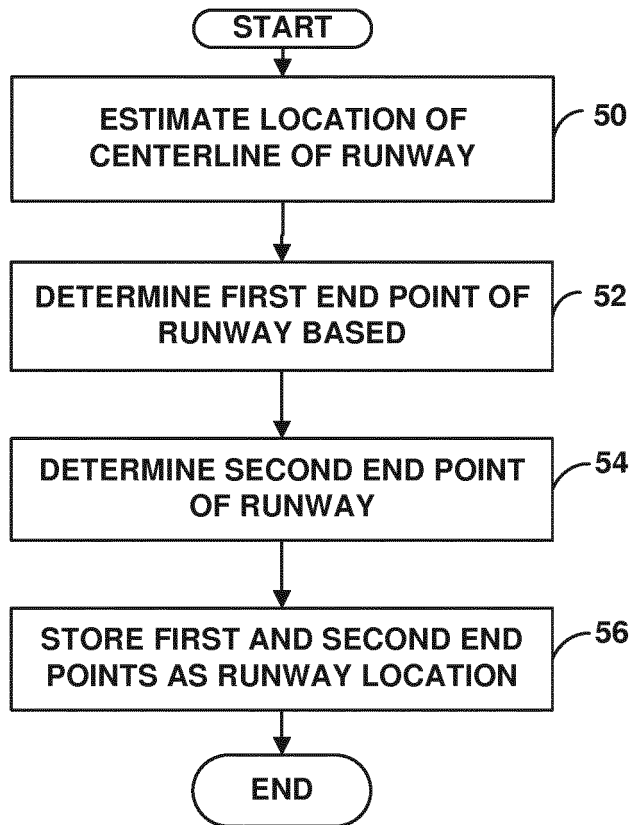 START
ESTIMATE LOCATION OF
CENTERLINE OF RUNWAY
50
DETERMINE FIRST END POINT OF
RUNWAY BASED
52
DETERMINE SECOND END POINT
OF RUNWAY
54
STORE FIRST AND SECOND END
POINTS AS RUNWAY LOCATION
56
END